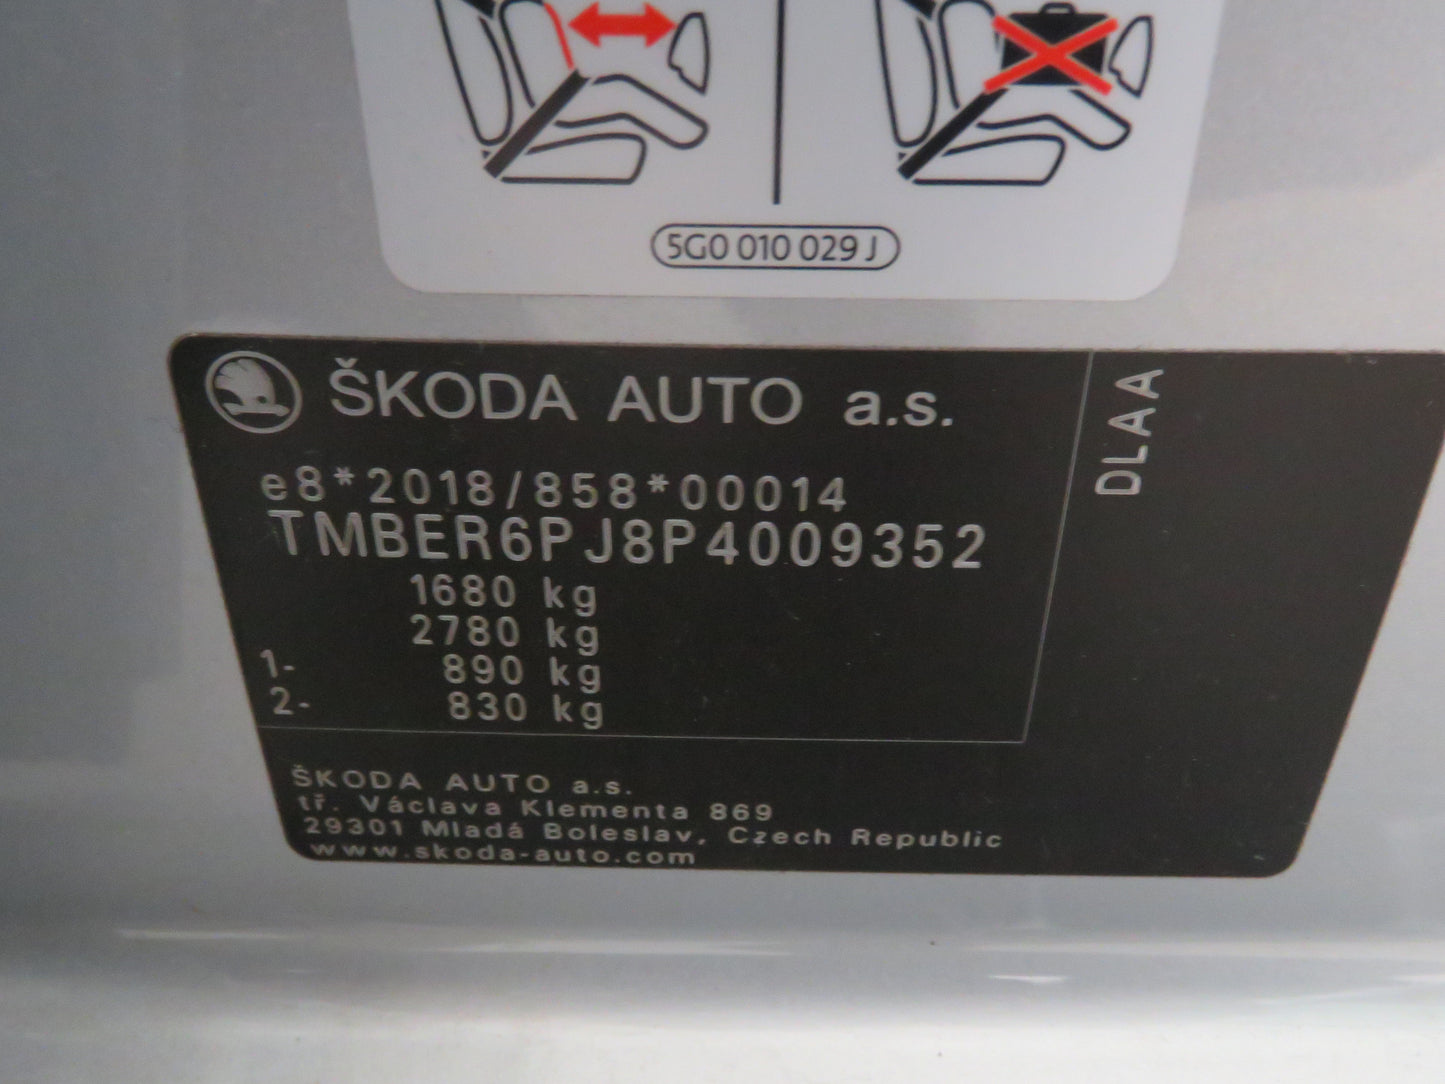 5G0 010 029 J
ŠKODA AUTO a.s.
DLAA
e8*2018/858*00014
TMBER6PJ8P4009352
1680 kg
2780 kg
1- 890 kg
2- 830 kg
ŠKODA AUTO a.s.
tř. Václava Klementa 869
29301 Mladá Boleslav, Czech Republic
www.skoda-auto.com